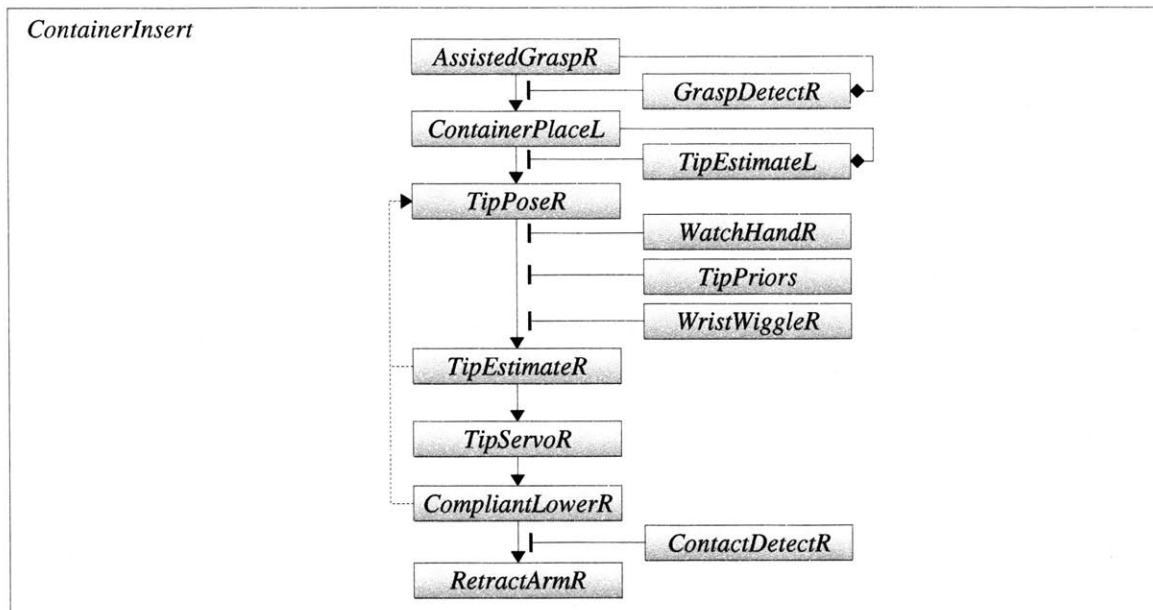 ContainerInsert
AssistedGraspR
GraspDetectR
ContainerPlaceL
TipEstimateL
TipPoseR
WatchHandR
TipPriors
WristWiggleR
TipEstimateR
TipServoR
CompliantLowerR
ContactDetectR
RetractArmR